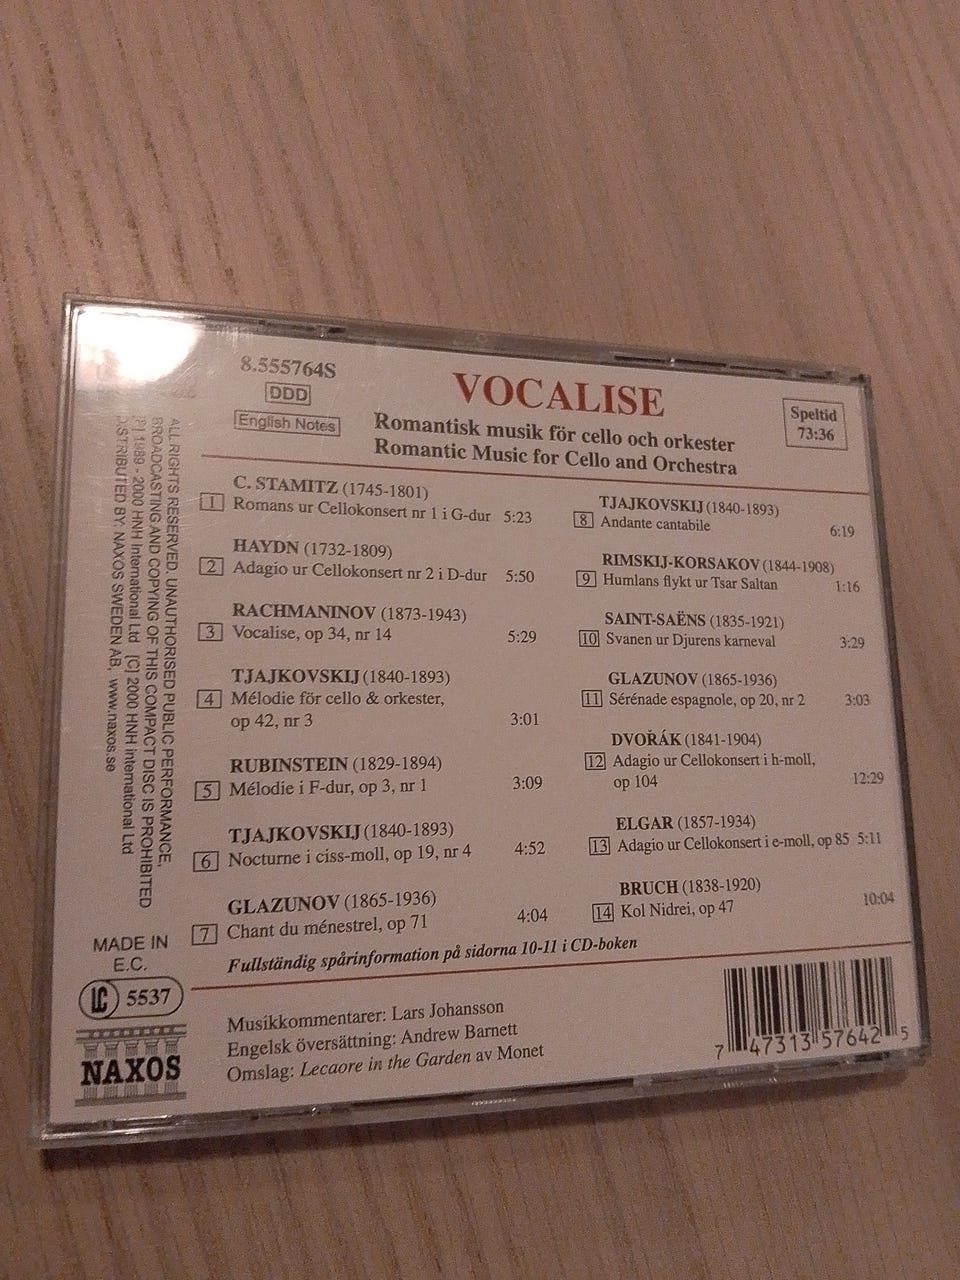 8.555764S
DDD
English Notes
VOCALISE
Romantisk musik för cello och orkester
Romantic Music for Cello and Orchestra
Speltid
73:36
C. STAMITZ (1745-1801)
1 Romans ur Cellokonsert nr 1 i G-dur 5:23
HAYDN (1732-1809)
2 Adagio ur Cellokonsert nr 2 i D-dur 5:50
RACHMANINOV (1873-1943)
3 Vocalise, op 34, nr 14 5:29
TJAJKOVSKIJ (1840-1893)
4 Mélodie för cello & orkester,
op 42, nr 3 3:01
RUBINSTEIN (1829-1894)
5 Mélodie i F-dur, op 3, nr 1 3:09
TJAJKOVSKIJ (1840-1893)
6 Nocturne i ciss-moll, op 19, nr 4 4:52
GLAZUNOV (1865-1936)
7 Chant du ménestrel, op 71 4:04
TJAJKOVSKIJ (1840-1893)
8 Andante cantabile 6:19
RIMSKIJ-KORSAKOV (1844-1908)
9 Humlans flykt ur Tsar Saltan 1:16
SAINT-SAËNS (1835-1921)
10 Svanen ur Djurens karneval 3:29
GLAZUNOV (1865-1936)
11 Sérénade espagnole, op 20, nr 2 3:03
DVOŘÁK (1841-1904)
12 Adagio ur Cellokonsert i h-moll,
op 104 12:29
ELGAR (1857-1934)
13 Adagio ur Cellokonsert i e-moll, op 85 5:11
BRUCH (1838-1920)
14 Kol Nidrei, op 47 10:04
Fullständig spårinformation på sidorna 10-11 i CD-boken
Musikkommentarer: Lars Johansson
Engelsk översättning: Andrew Barnett
Omslag: Lecaore in the Garden av Monet
7 47313 57642 5
ALL RIGHTS RESERVED. UNAUTHORISED PUBLIC PERFORMANCE,
BROADCASTING AND COPYING OF THIS COMPACT DISC IS PROHIBITED
[P] 1989 - 2000 HNH International Ltd [C] 2000 HNH international Ltd
DISTRIBUTED BY: NAXOS SWEDEN AB, www.naxos.se
MADE IN
E.C.
LC 5537
NAXOS